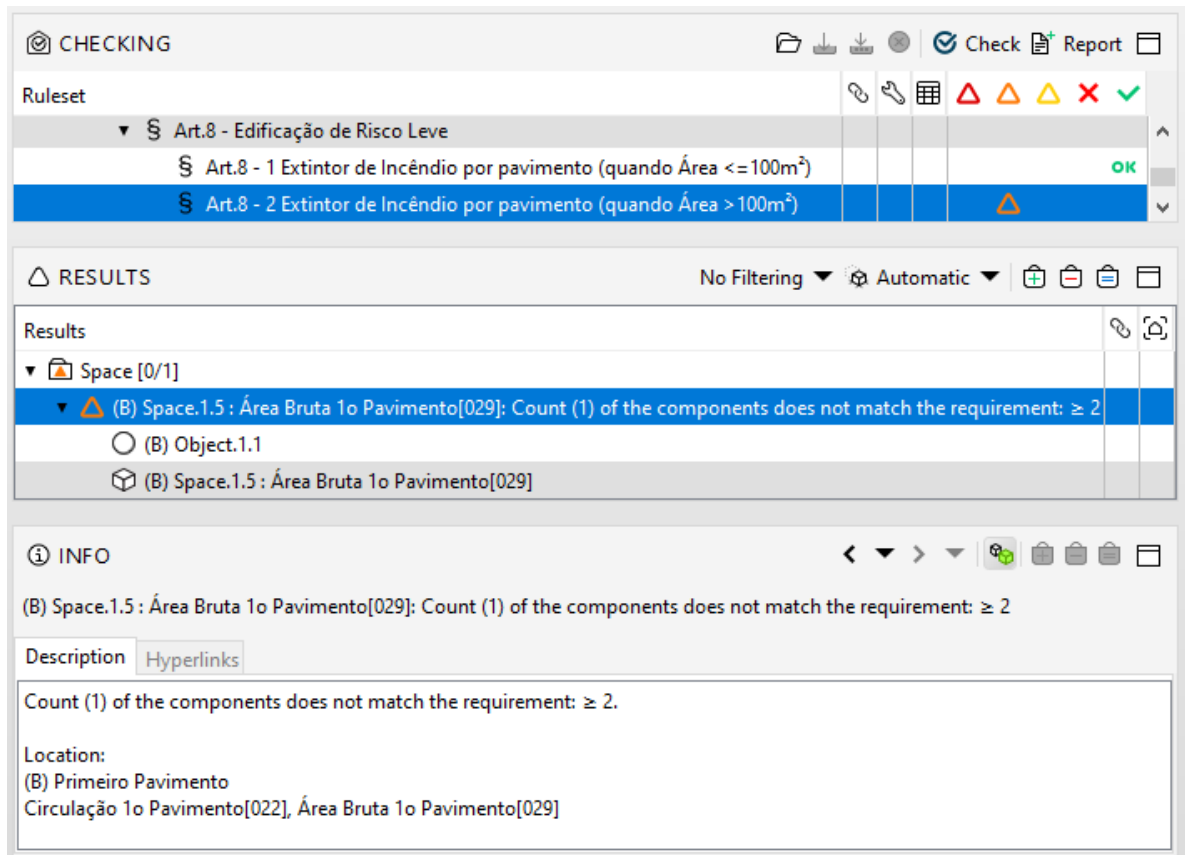 CHECKING
Check Report
Ruleset
§ Art.8 - Edificação de Risco Leve
§ Art.8 - 1 Extintor de Incêndio por pavimento (quando Área <=100m²) OK
§ Art.8 - 2 Extintor de Incêndio por pavimento (quando Área >100m²)
RESULTS
No Filtering Automatic
Results
Space [0/1]
(B) Space.1.5 : Área Bruta 1o Pavimento[029]: Count (1) of the components does not match the requirement: ≥ 2
(B) Object.1.1
(B) Space.1.5 : Área Bruta 1o Pavimento[029]
INFO
(B) Space.1.5 : Área Bruta 1o Pavimento[029]: Count (1) of the components does not match the requirement: ≥ 2
Description Hyperlinks
Count (1) of the components does not match the requirement: ≥ 2.
Location:
(B) Primeiro Pavimento
Circulação 1o Pavimento[022], Área Bruta 1o Pavimento[029]